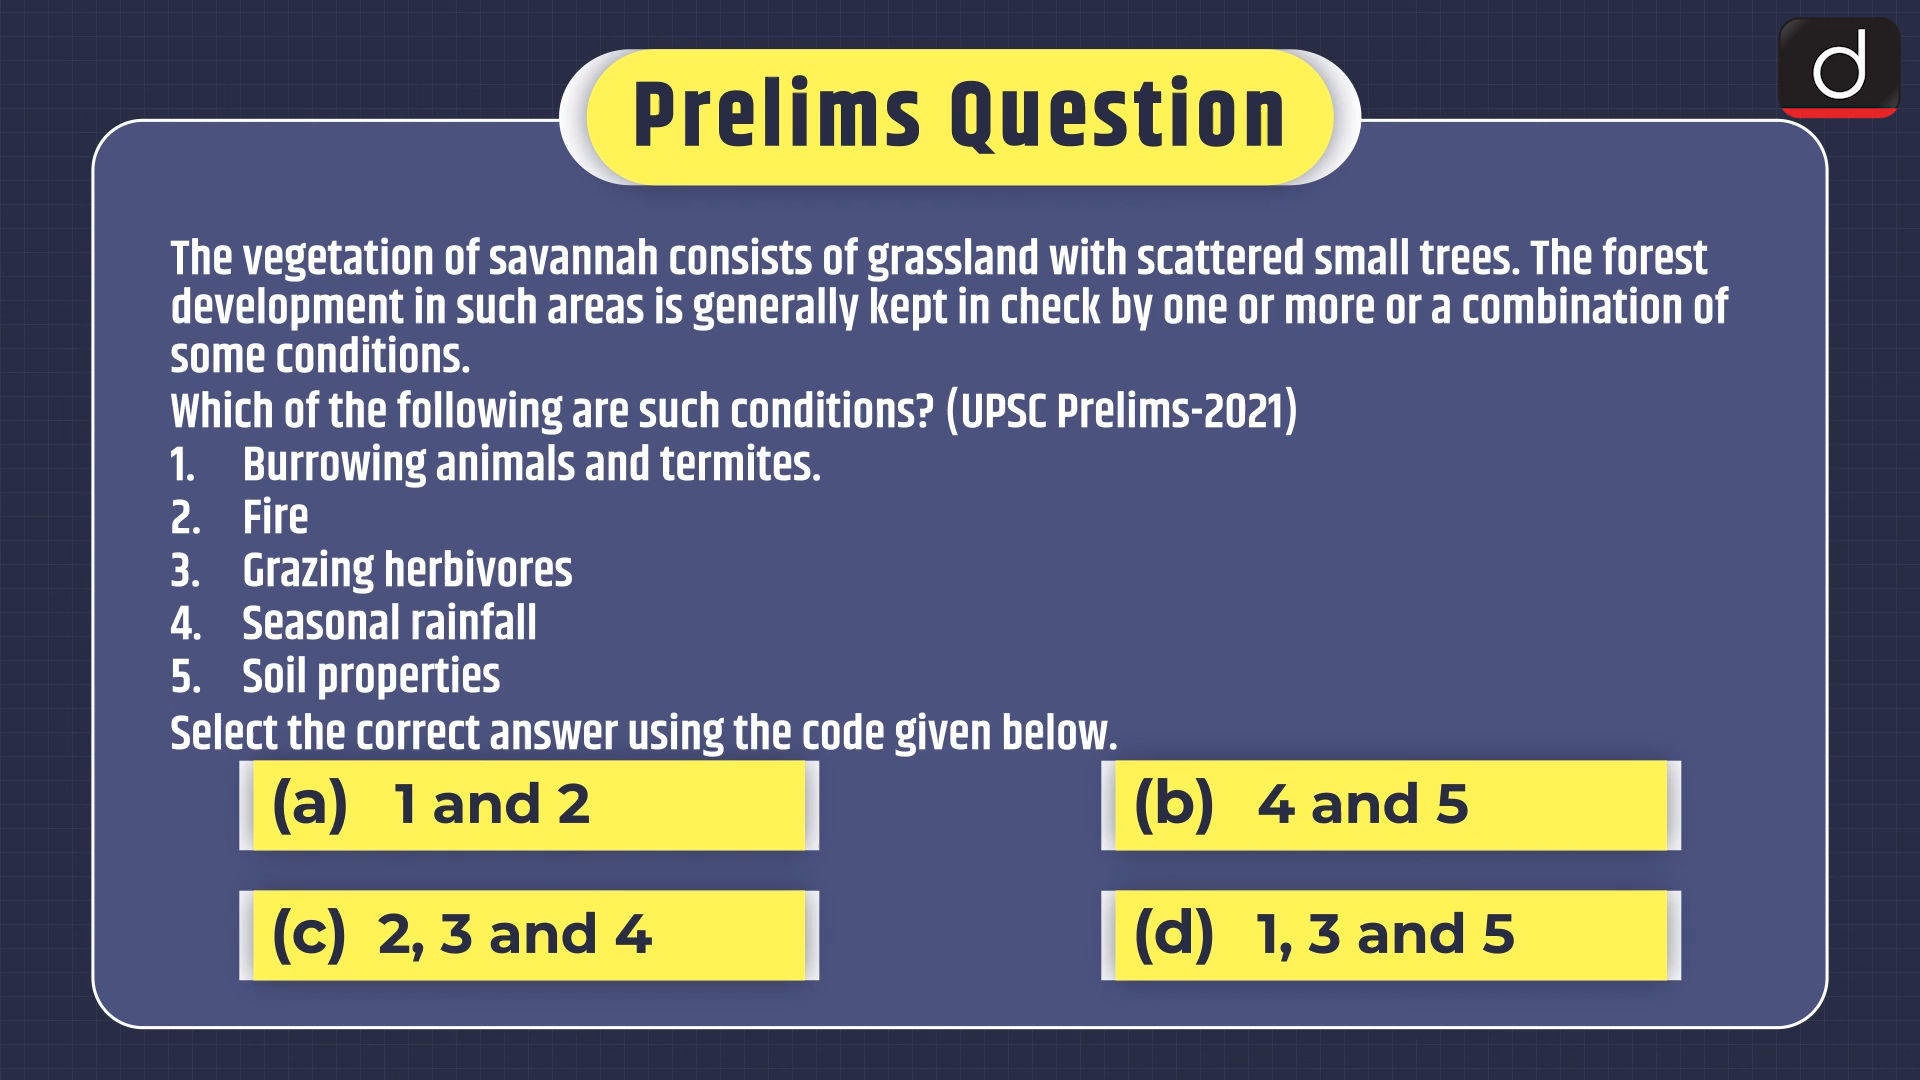 d
Prelims Question
The vegetation of savannah consists of grassland with scattered small trees. The forest
development in such areas is generally kept in check by one or more or a combination of
some conditions.
Which of the following are such conditions? (UPSC Prelims-2021)
1. Burrowing animals and termites.
2. Fire
3. Grazing herbivores
4. Seasonal rainfall
5. Soil properties
Select the correct answer using the code given below.
(a) 1 and 2
(b) 4 and 5
(c) 2, 3 and 4
(d) 1, 3 and 5